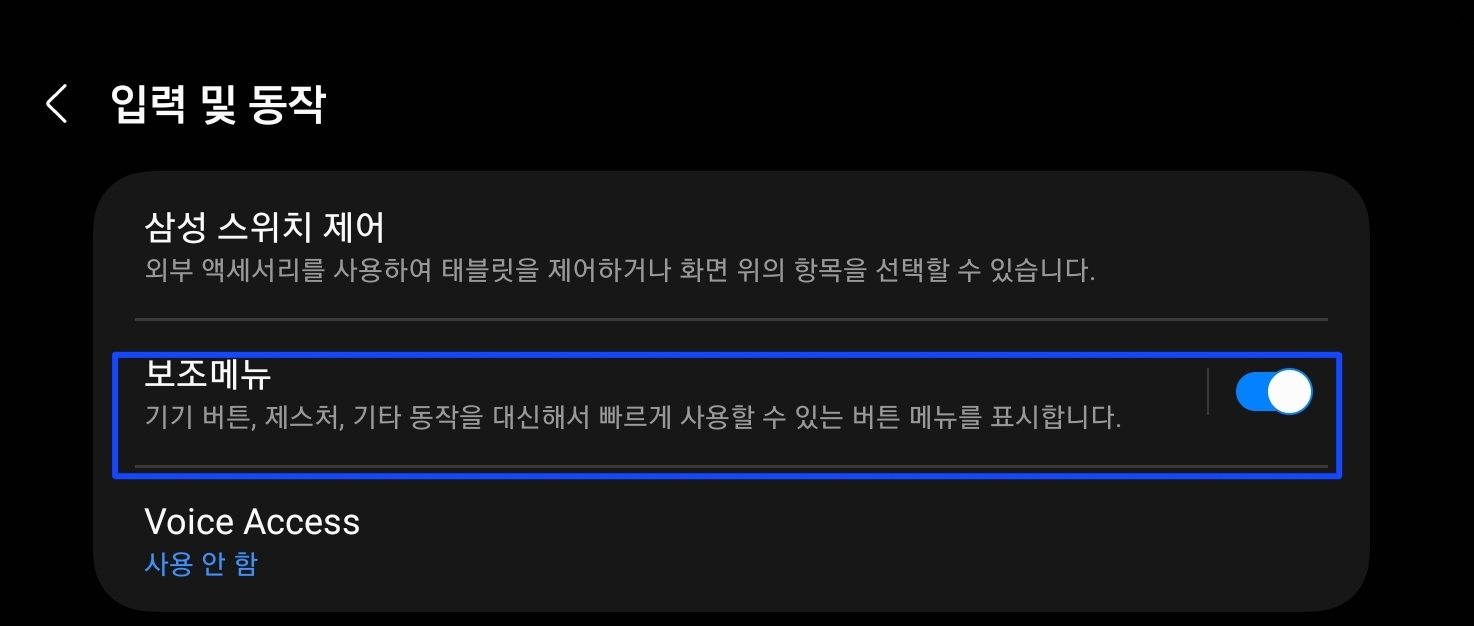 입력 및 동작
삼성 스위치 제어
외부 액세서리를 사용하여 태블릿을 제어하거나 화면 위의 항목을 선택할 수 있습니다.
보조메뉴
기기 버튼, 제스처, 기타 동작을 대신해서 빠르게 사용할 수 있는 버튼 메뉴를 표시합니다.
Voice Access
사용 안 함